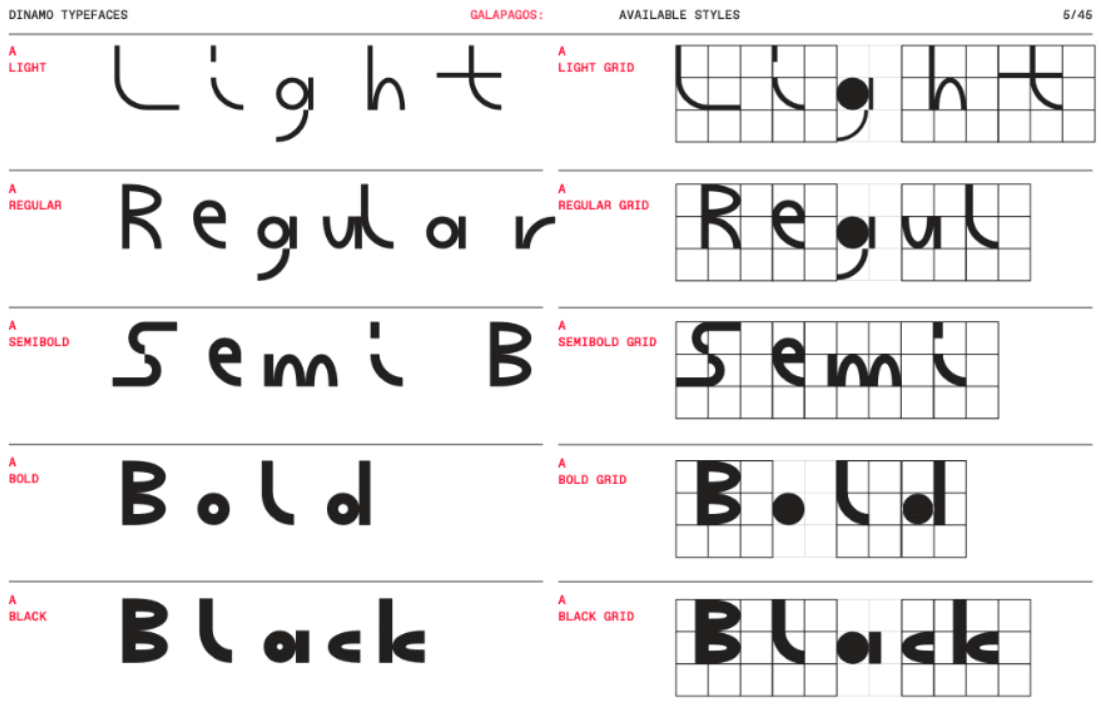 DINAMO TYPEFACES GALAPAGOS: AVAILABLE STYLES 5/45
A
LIGHT
Light
A
LIGHT GRID
Light
A
REGULAR
Regular
A
REGULAR GRID
Regul
A
SEMIBOLD
Semi B
A
SEMIBOLD GRID
Semi
A
BOLD
Bold
A
BOLD GRID
Bold
A
BLACK
Black
A
BLACK GRID
Black